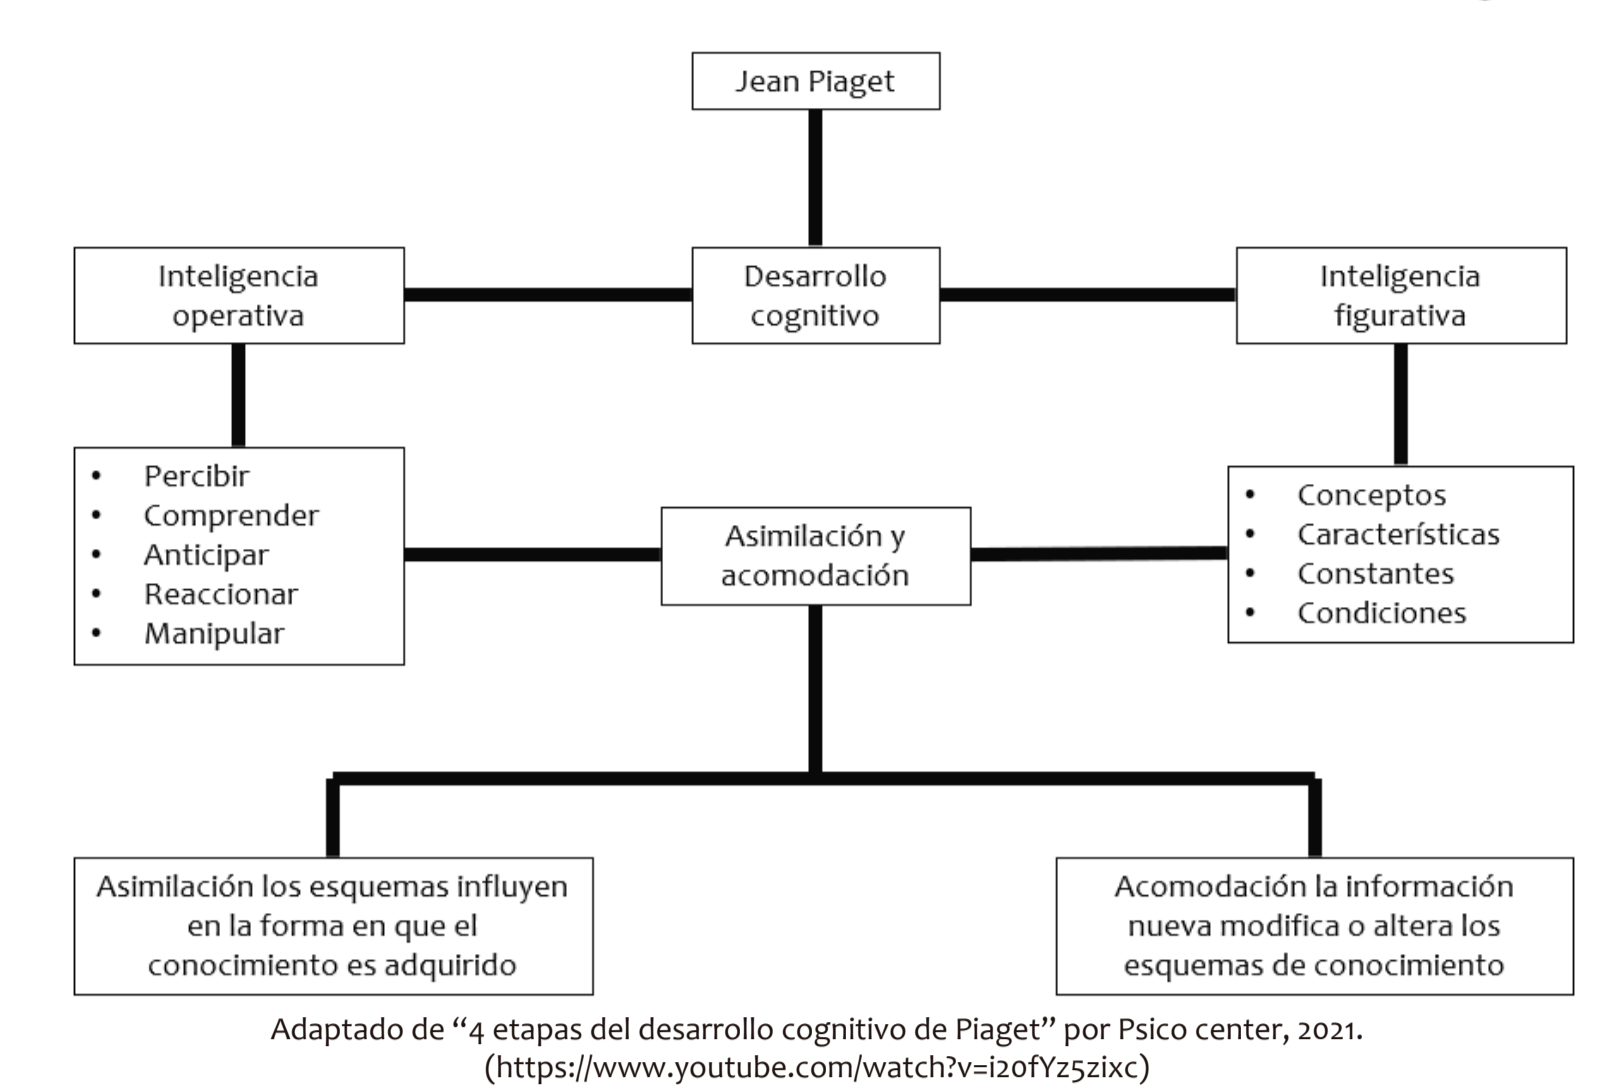 Jean Piaget
Inteligencia
operativa
Desarrollo
cognitivo
Inteligencia
figurativa
• Percibir
• Comprender
• Anticipar
• Reaccionar
• Manipular
Asimilación y
acomodación
• Conceptos
• Características
• Constantes
• Condiciones
Asimilación los esquemas influyen
en la forma en que el
conocimiento es adquirido
Acomodación la información
nueva modifica o altera los
esquemas de conocimiento
Adaptado de “4 etapas del desarrollo cognitivo de Piaget” por Psico center, 2021.
(https://www.youtube.com/watch?v=i20fYz5zixc)